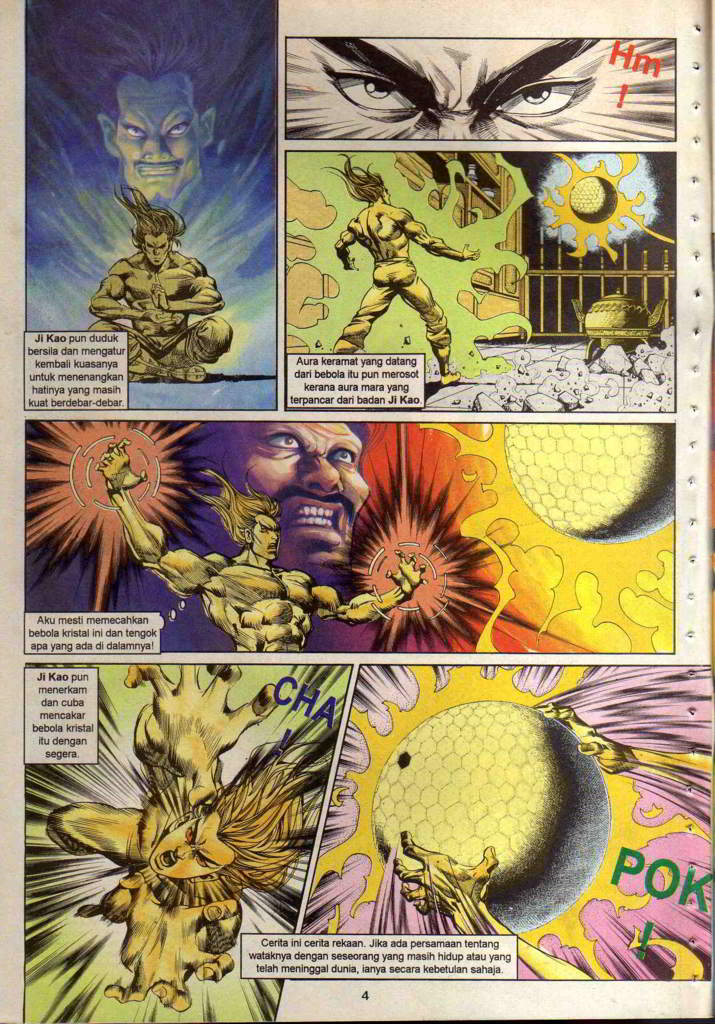 Ji Kao pun duduk
bersila dan mengatur
kembali kuasanya
untuk menenangkan
hatinya yang masih
kuat berdebar-debar.
Hm
!
Aura keramat yang datang
dari bebola itu pun merosot
kerana aura mara yang
terpancar dari badan Ji Kao.
Aku mesti memecahkan
bebola kristal ini dan tengok
apa yang ada di dalamnya!
Ji Kao pun
menerkam
dan cuba
mencakar
bebola kristal
itu dengan
segera.
CHA
!
POK
!
Cerita ini cerita rekaan. Jika ada persamaan tentang
wataknya dengan seseorang yang masih hidup atau yang
telah meninggal dunia, ianya secara kebetulan sahaja.
4